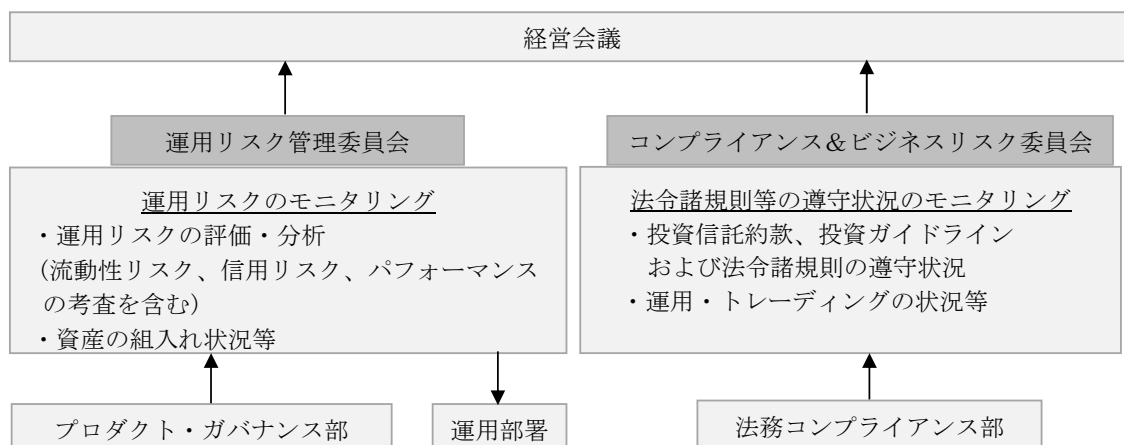 経営会議
運用リスク管理委員会
運用リスクのモニタリング
・運用リスクの評価・分析
(流動性リスク、信用リスク、パフォーマンス
の考査を含む)
・資産の組入れ状況等
プロダクト・ガバナンス部
運用部署
コンプライアンス＆ビジネスリスク委員会
法令諸規則等の遵守状況のモニタリング
・投資信託約款、投資ガイドライン
および法令諸規則の遵守状況
・運用・トレーディングの状況等
法務コンプライアンス部